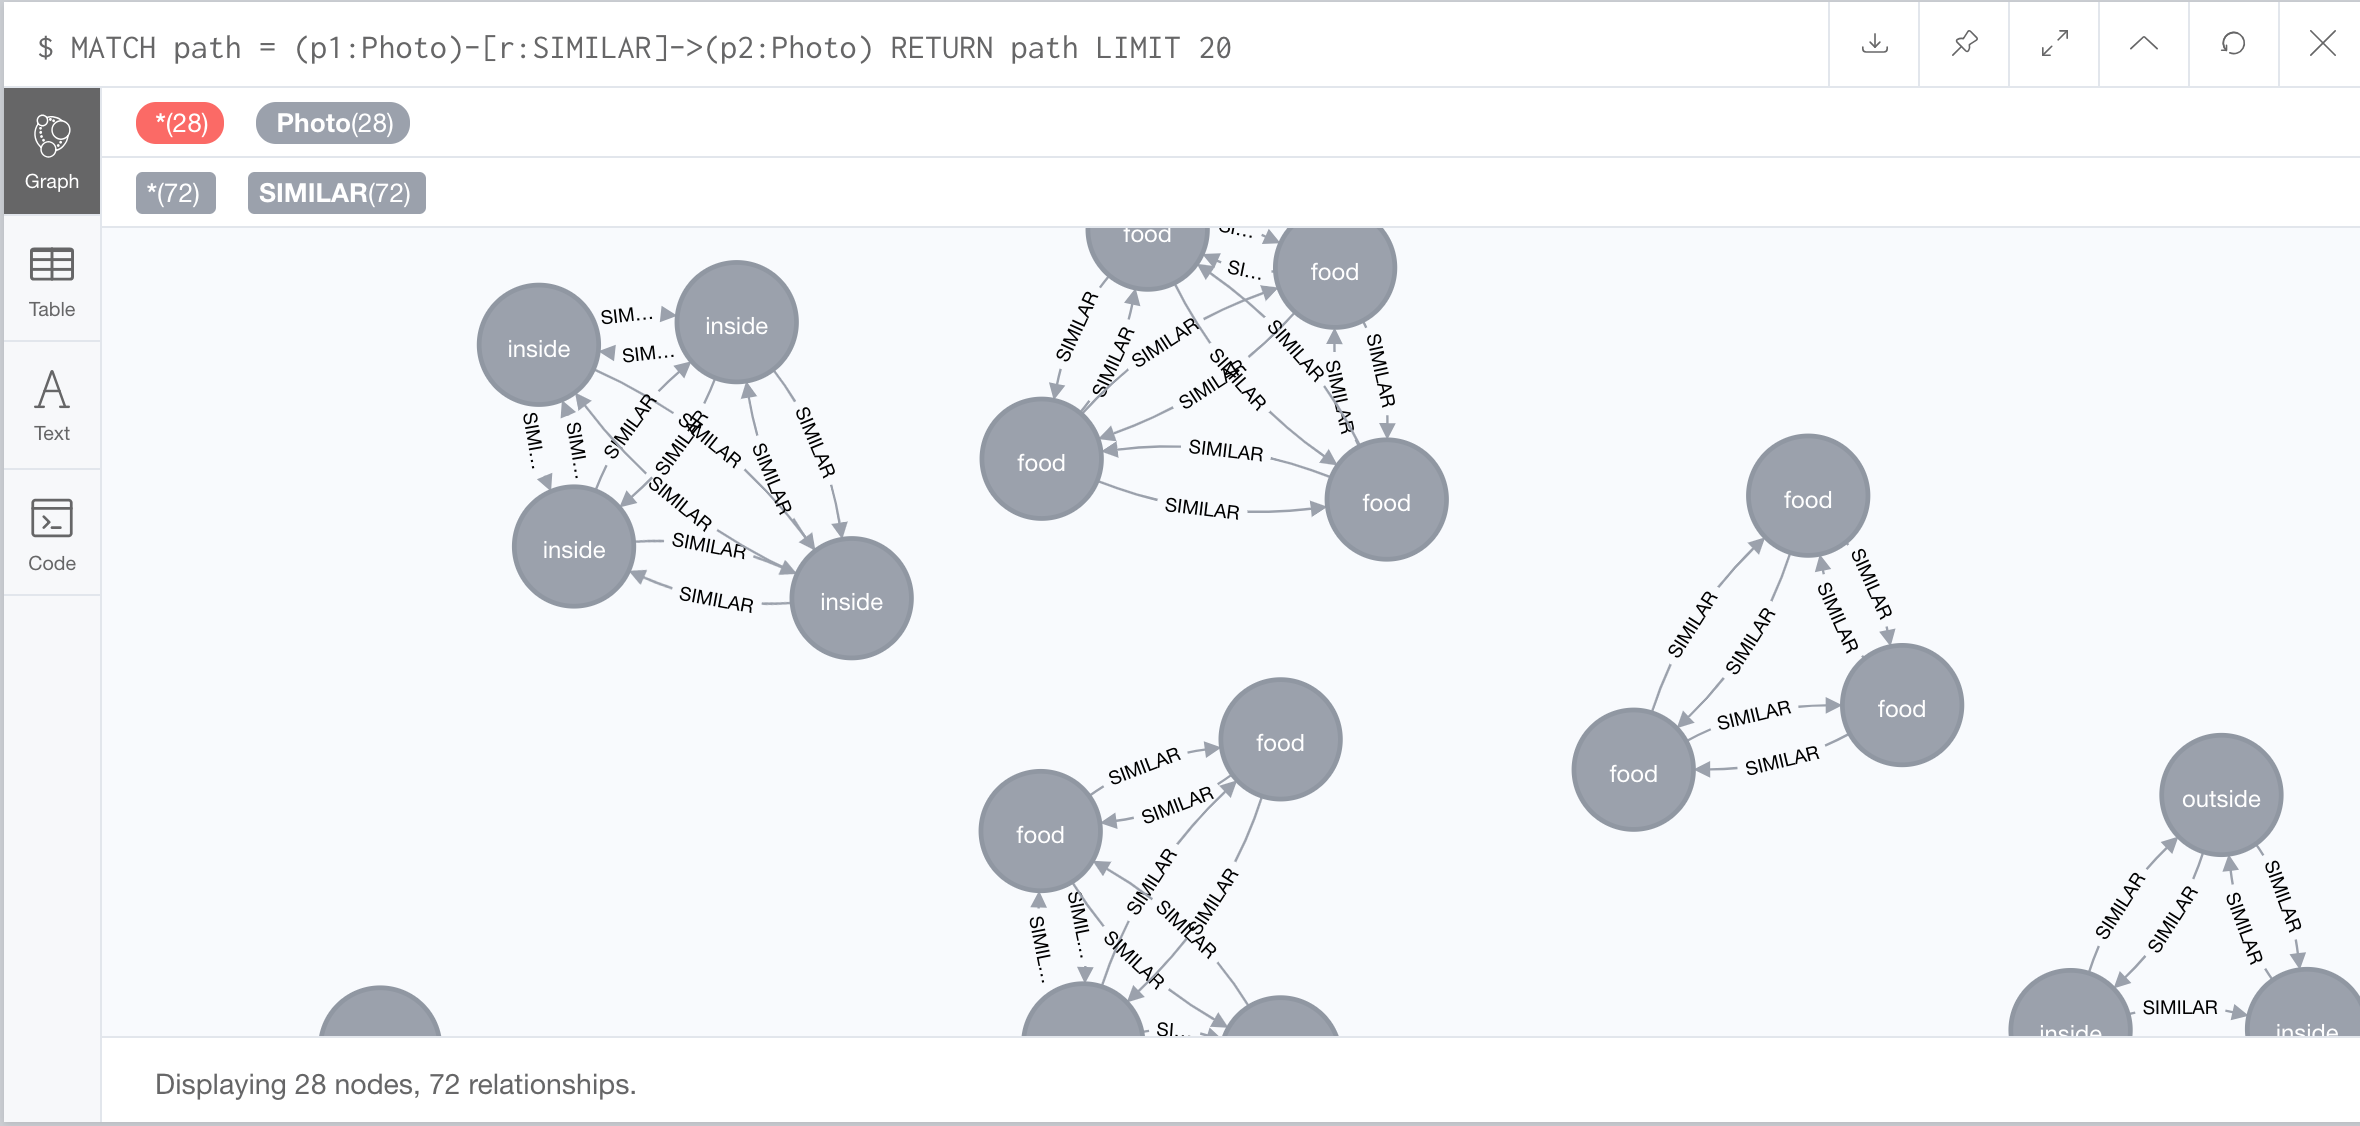 $ MATCH path = (p1:Photo)-[r:SIMILAR]->(p2:Photo) RETURN path LIMIT 20
*(28) Photo(28)
Graph
*(72) SIMILAR(72)
Table
Text
Code
food
SI...
food
SI...
inside
SIM...
inside
SIM...
SIMILAR
SIMILAR
SIMILAR
SIMILAR
SIMILAR
SIMILAR
SIMILAR
SIMILAR
food
SIMILAR
food
SIMILAR
SIMI...
SIMI...
SIMILAR
SIMILAR
SIMILAR
SIMILAR
SIMILAR
SIMILAR
inside
SIMILAR
SIMILAR
inside
food
SIMILAR
SIMILAR
SIMILAR
SIMILAR
food
SIMILAR
food
SIMILAR
food
SIMILAR
SIMILAR
food
SIMILAR
SIMILAR
SIMILAR
SIMILAR
SIMIL...
SIMIL...
SI...
outside
SIMILAR
SIMILAR
SIMILAR
SIMILAR
inside
SIMILAR
inside
Displaying 28 nodes, 72 relationships.